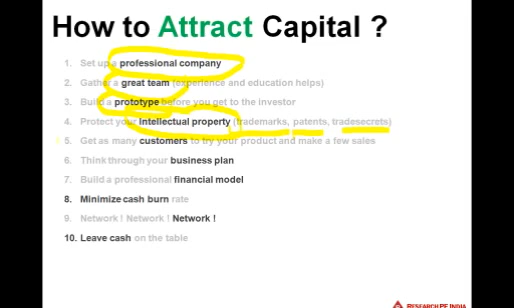 How to Attract Capital ?
1. Set up a professional company
2. Gather a great team (experience and education helps)
3. Build a prototype before you get to the investor
4. Protect your intellectual property (trademarks, patents, tradesecrets)
5. Get as many customers to try your product and make a few sales
6. Think through your business plan
7. Build a professional financial model
8. Minimize cash burn rate
9. Network ! Network ! Network !
10. Leave cash on the table
RESEARCH PE INDIA